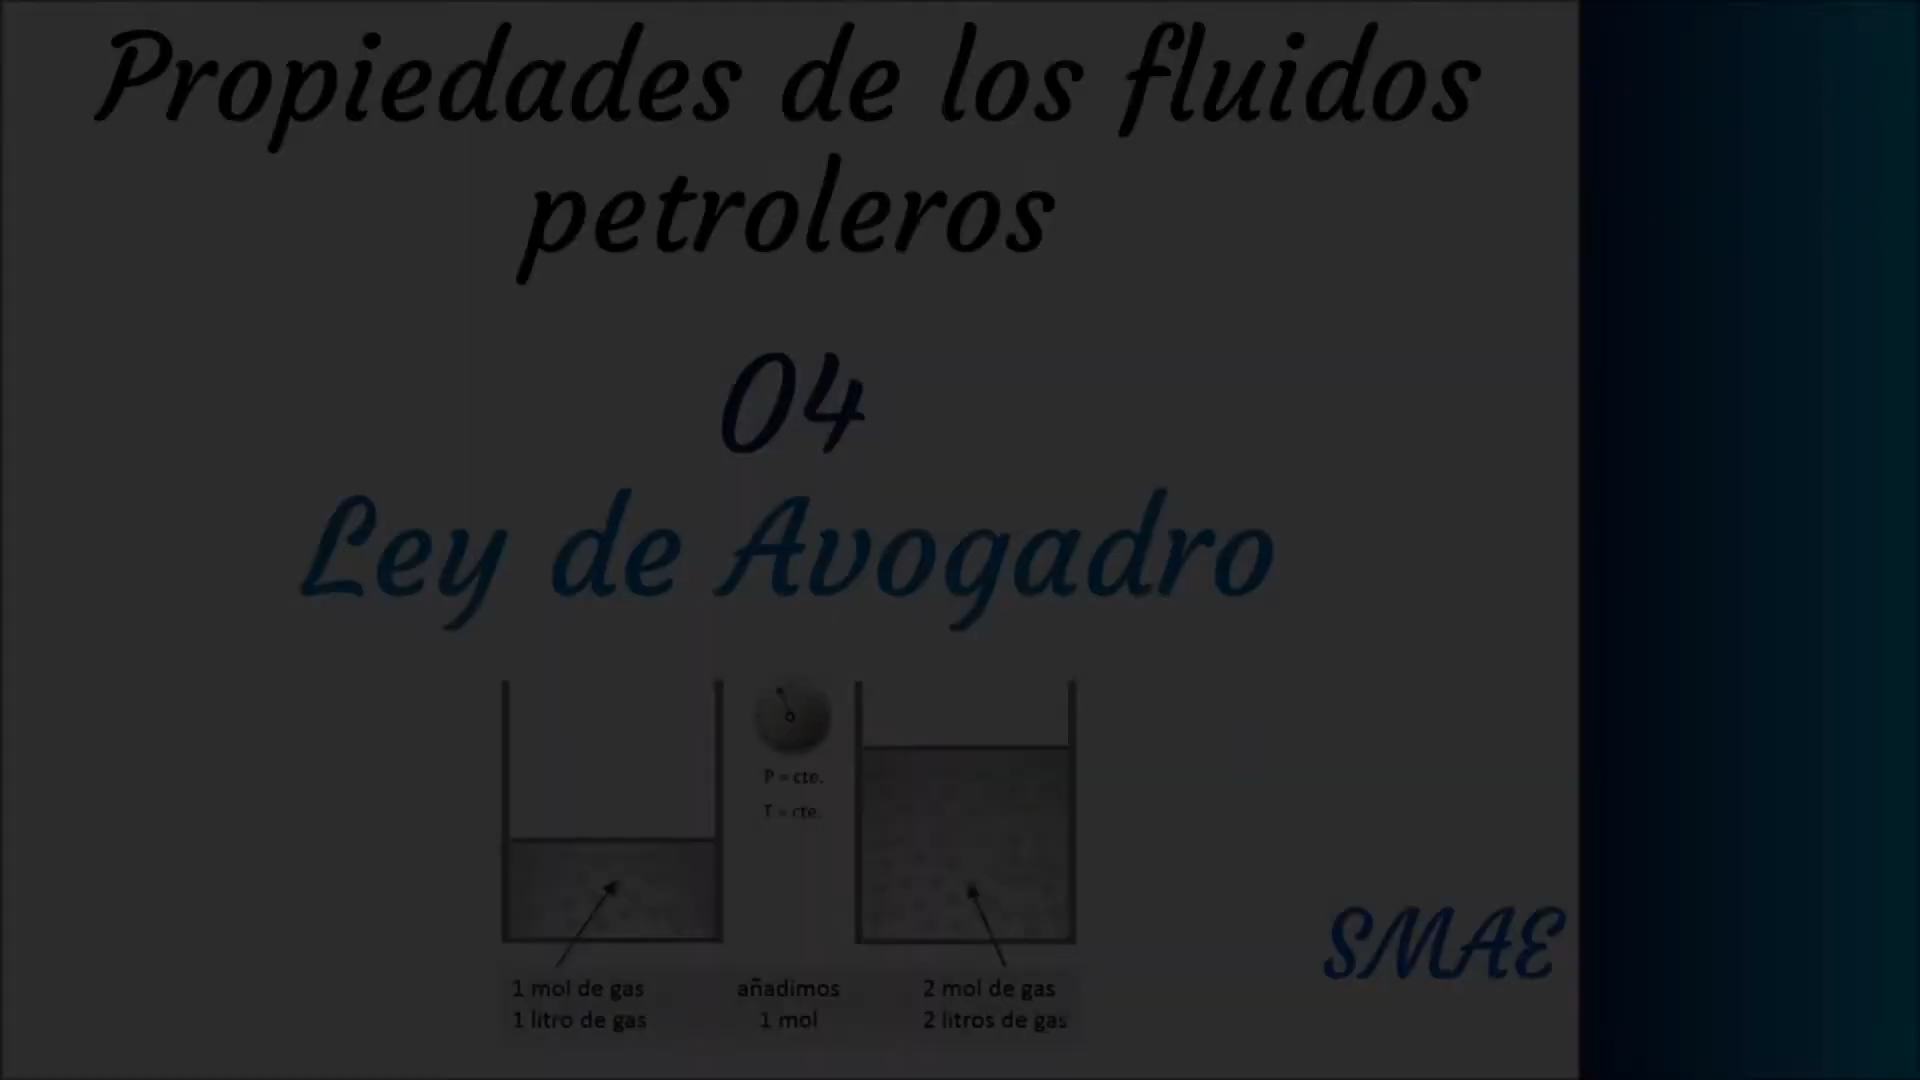 Propiedades de los fluidos
petroleros
04
Ley de Avogadro
P = cte.
T = cte.
1 mol de gas
1 litro de gas
añadimos
1 mol
2 mol de gas
2 litros de gas
SMAE